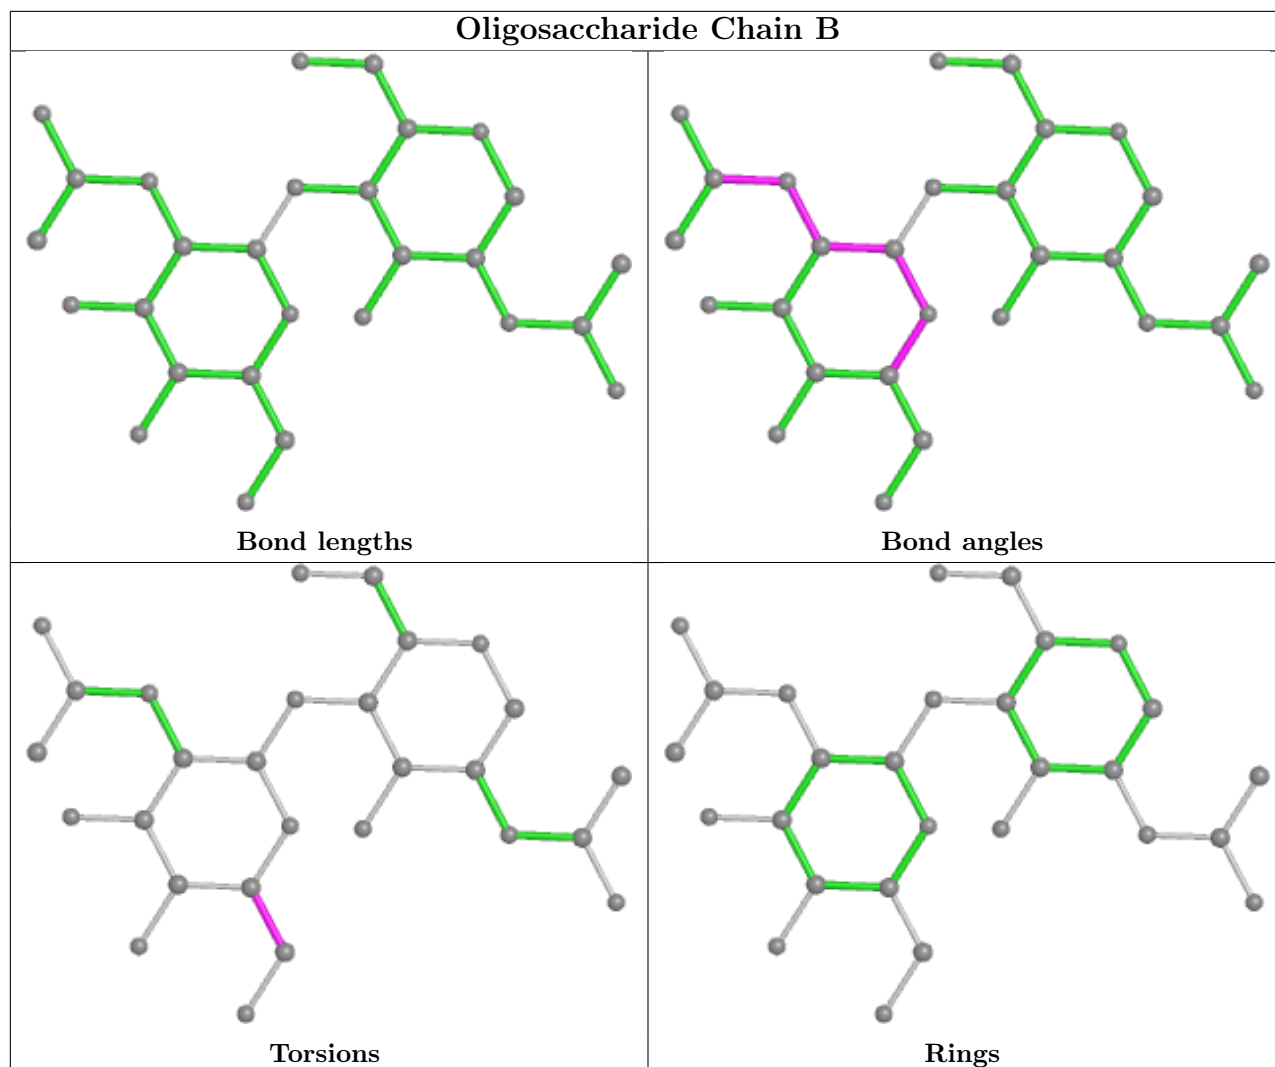 Oligosaccharide Chain B
Bond lengths
Bond angles
Torsions
Rings